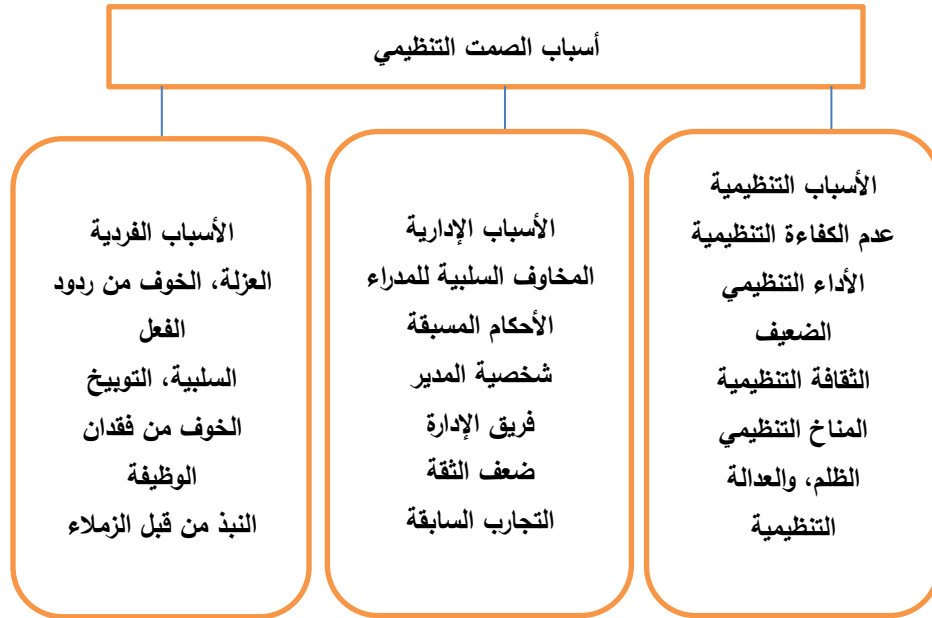 أسباب الصمت التنظيمي
الأسباب التنظيمية
عدم الكفاءة التنظيمية
الأداء التنظيمي
الضعيف
الثقافة التنظيمية
المناخ التنظيمي
الظلم، والعدالة
التنظيمية
الأسباب الإدارية
المخاوف السلبية للمدراء
الأحكام المسبقة
شخصية المدير
فريق الإدارة
ضعف الثقة
التجارب السابقة
الأسباب الفردية
العزلة، الخوف من ردود
الفعل
السلبية، التوبيخ
الخوف من فقدان
الوظيفة
النبذ من قبل الزملاء